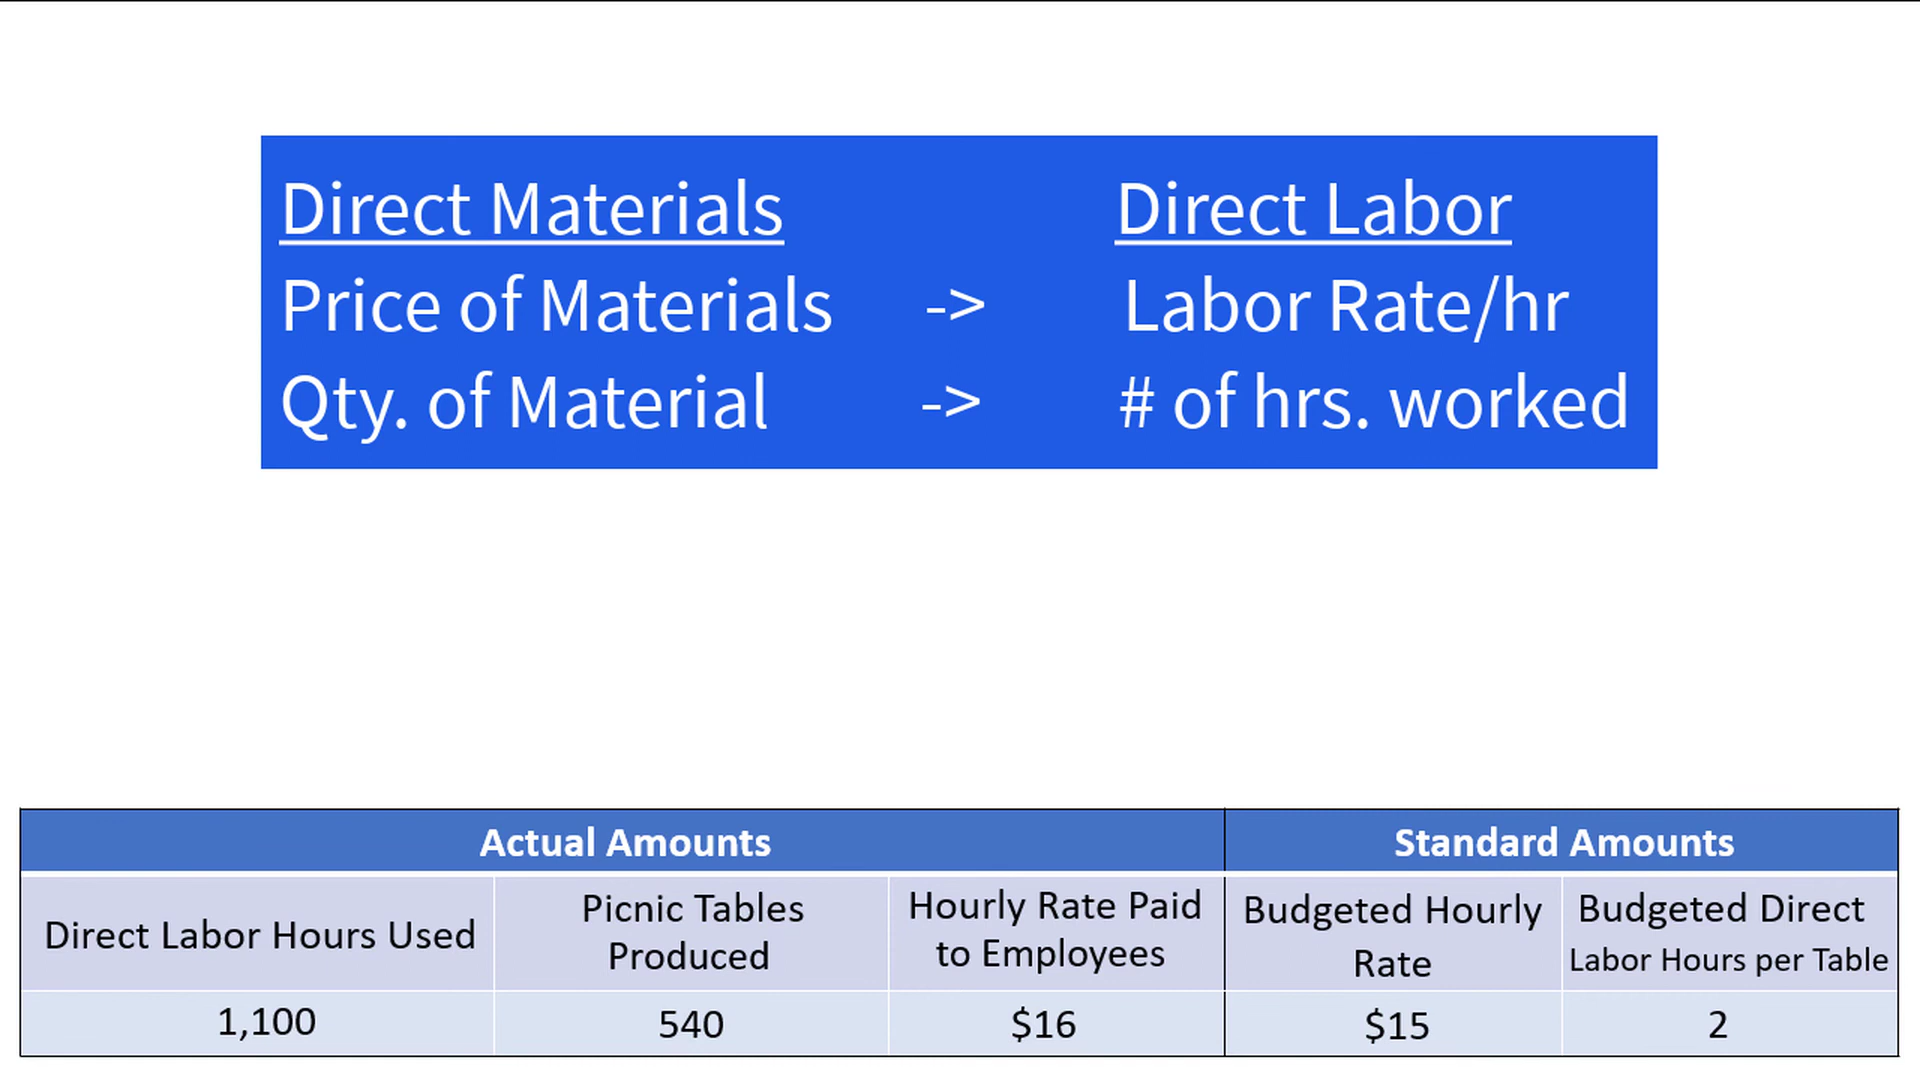 Direct Materials Direct Labor
Price of Materials -> Labor Rate/hr
Qty. of Material -> # of hrs. worked
Actual Amounts Standard Amounts
Direct Labor Hours Used
Picnic Tables
Produced
Hourly Rate Paid
to Employees
Budgeted Hourly
Rate
Budgeted Direct
Labor Hours per Table
1,100 540 $16 $15 2